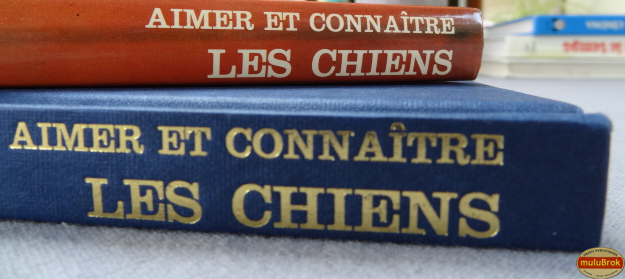 AIMER ET CONNAÎTRE
LES CHIENS
AIMER ET CONNAÎTRE
LES CHIENS
muluBrok